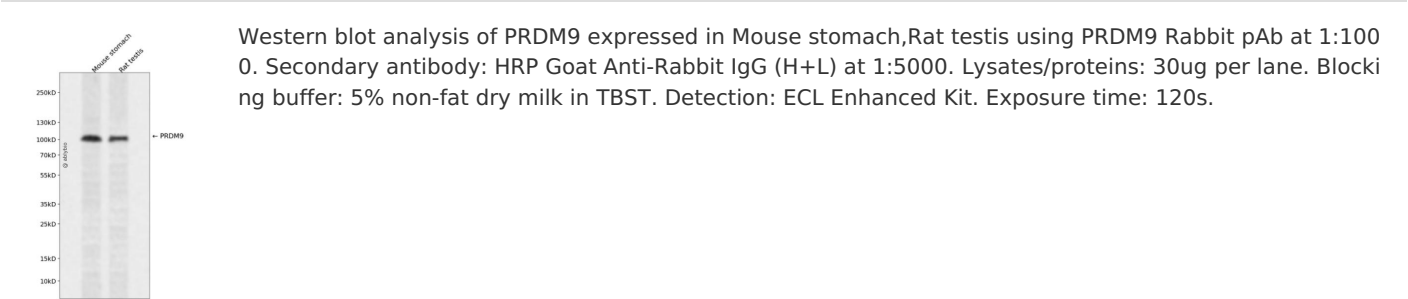 Mouse stomach
Rat testis
250kD
130kD
100kD
70kD
55kD
35kD
25kD
15kD
10kD
← PRDM9
@ abbyteo
Western blot analysis of PRDM9 expressed in Mouse stomach,Rat testis using PRDM9 Rabbit pAb at 1:100
0. Secondary antibody: HRP Goat Anti-Rabbit IgG (H+L) at 1:5000. Lysates/proteins: 30ug per lane. Blocki
ng buffer: 5% non-fat dry milk in TBST. Detection: ECL Enhanced Kit. Exposure time: 120s.